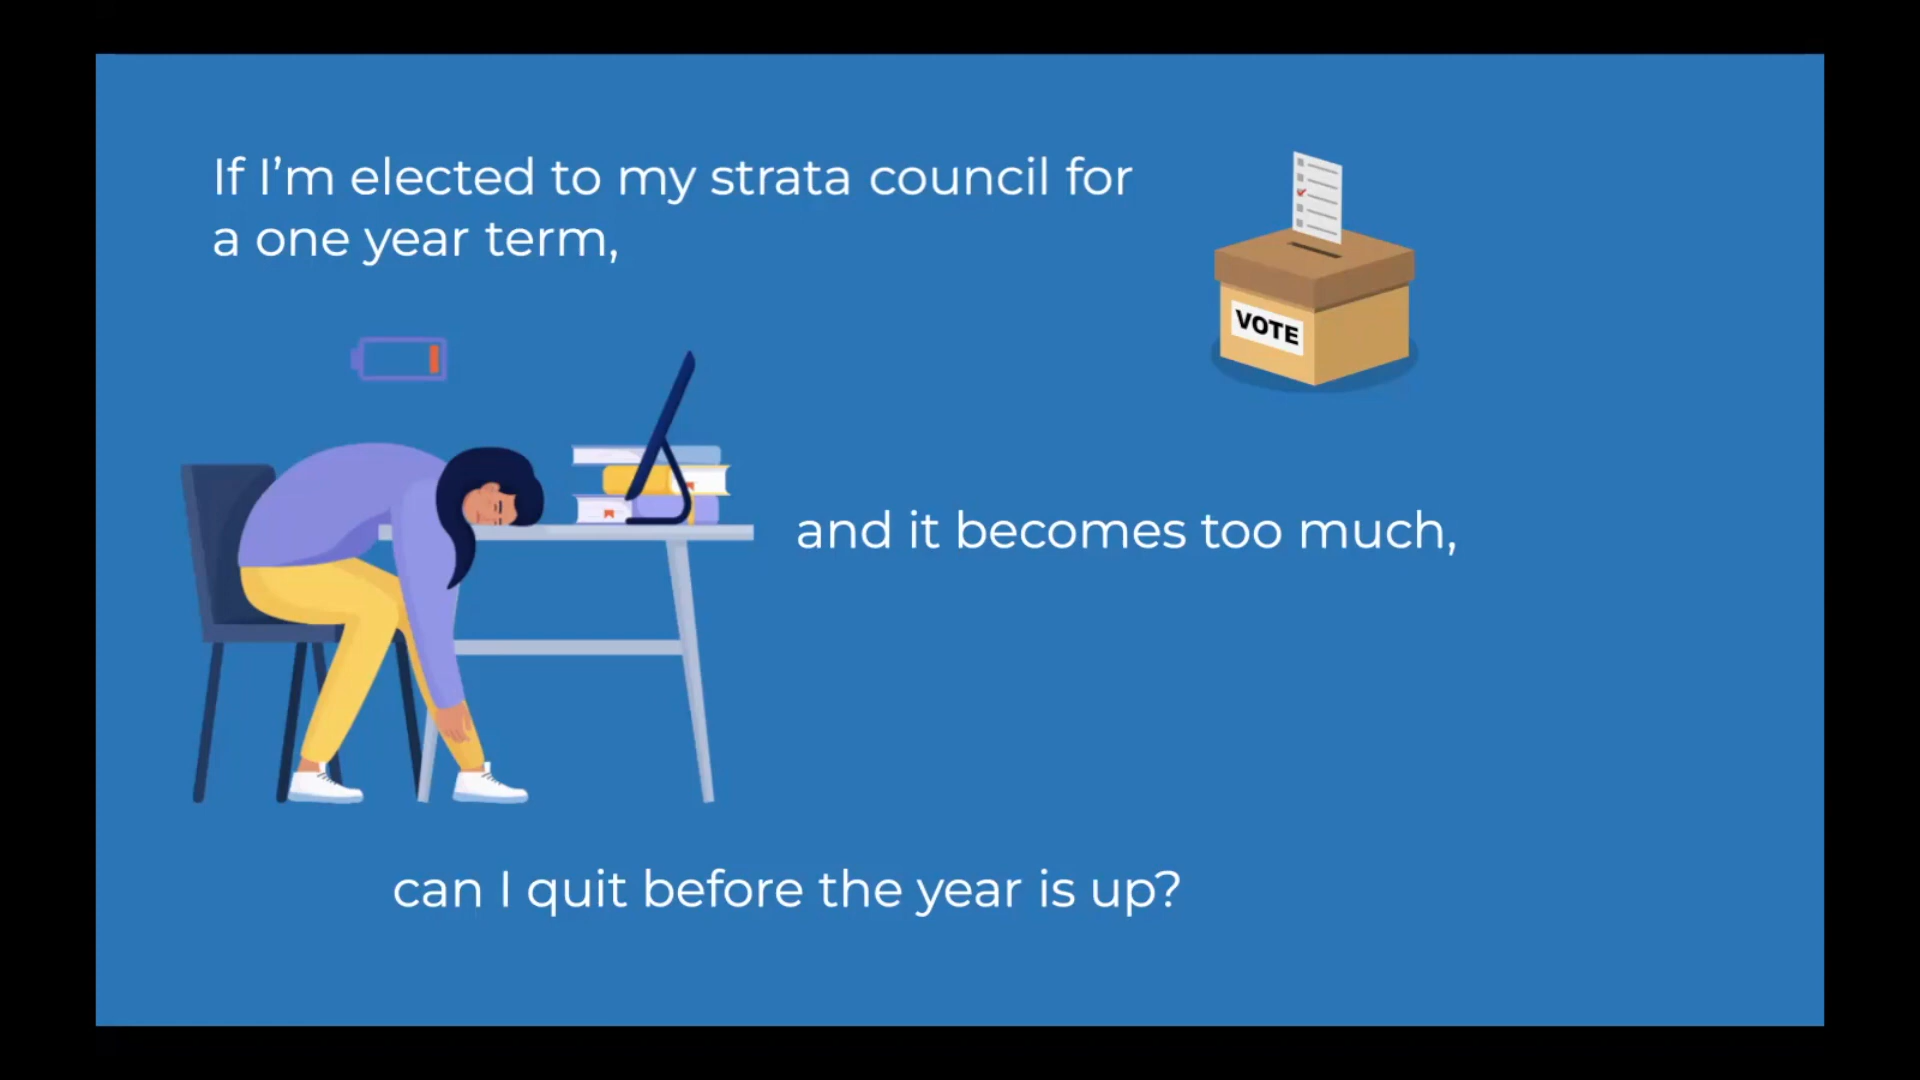 If I’m elected to my strata council for
a one year term,
VOTE
and it becomes too much,
can I quit before the year is up?